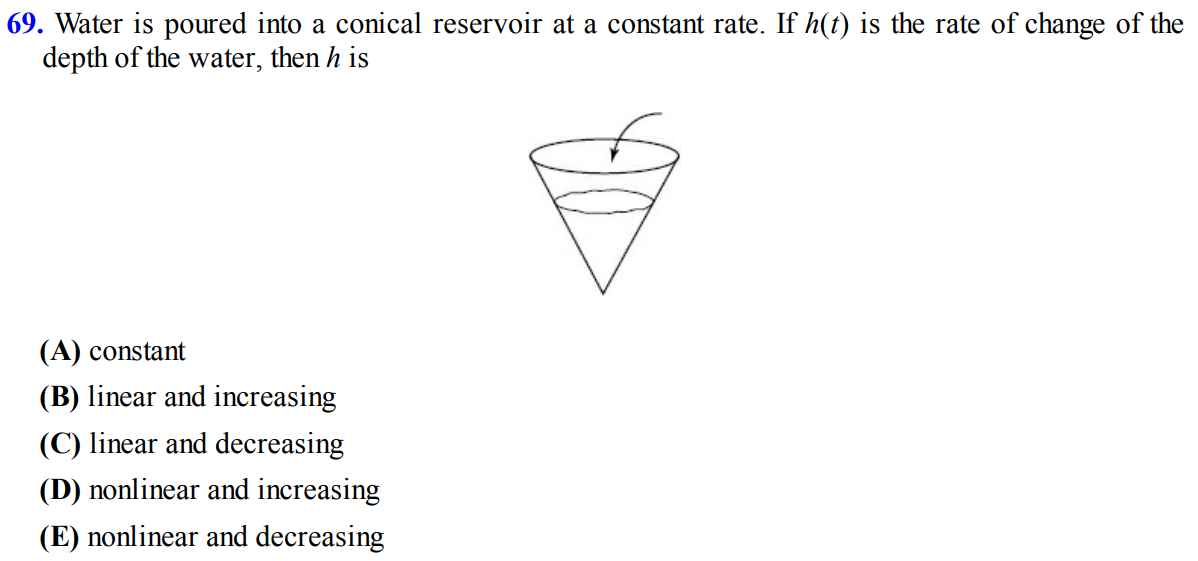 69. Water is poured into a conical reservoir at a constant rate. If h(t) is the rate of change of the
depth of the water, then h is
(A) constant
(B) linear and increasing
(C) linear and decreasing
(D) nonlinear and increasing
(E) nonlinear and decreasing